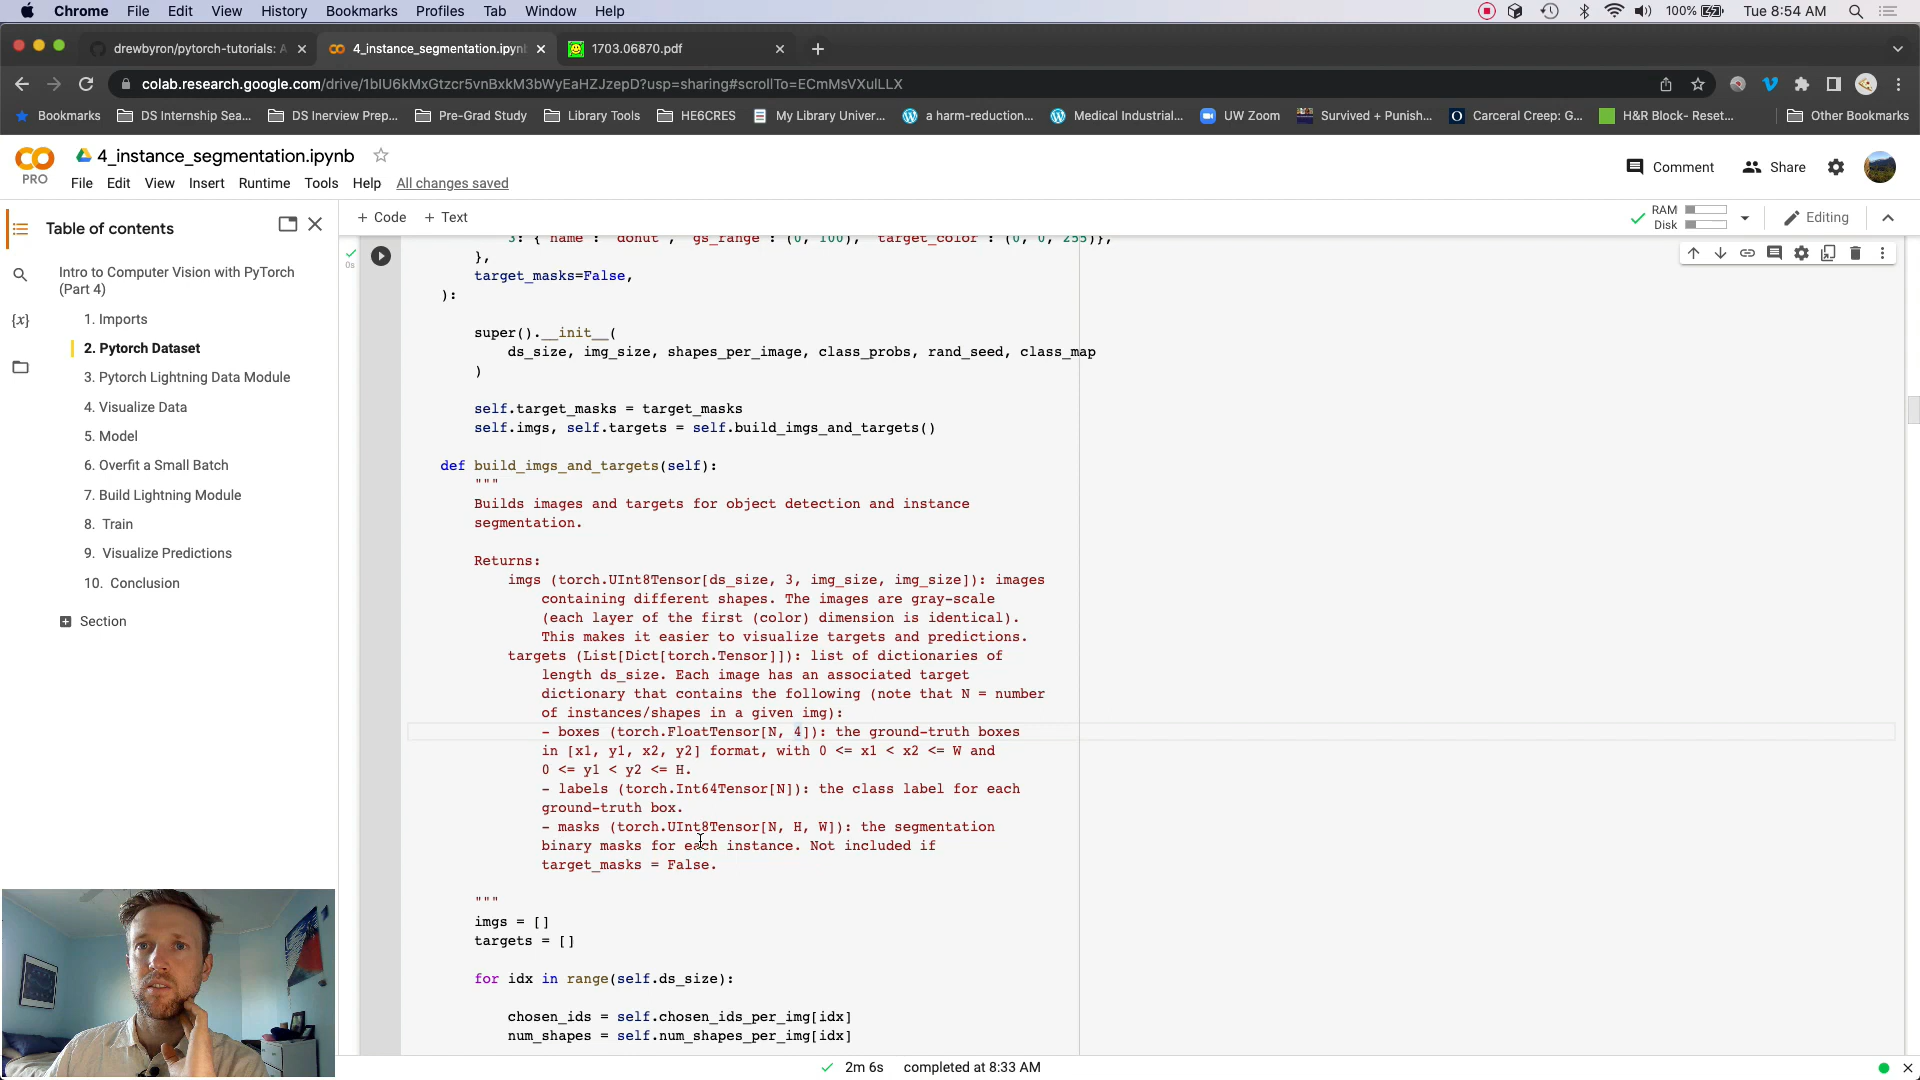 Chrome File Edit View History Bookmarks Profiles Tab Window Help 100% Tue 8:54 AM
drewbyron/pytorch-tutorials: A 4_instance_segmentation.ipynb 1703.06870.pdf
colab.research.google.com/drive/1bIU6kMxGtzcr5vnBxkM3bWyEaHZJzepD?usp=sharing#scrollTo=ECmMsVXulLLX
Bookmarks DS Internship Sea... DS Inerview Prep... Pre-Grad Study Library Tools HE6CRES My Library Univer... a harm-reduction... Medical Industrial... UW Zoom Survived + Punish... Carceral Creep: G... H&R Block- Reset... Other Bookmarks
4_instance_segmentation.ipynb
PRO
File Edit View Insert Runtime Tools Help All changes saved
Comment Share
+ Code + Text
RAM
Disk
Editing
Table of contents
Intro to Computer Vision with PyTorch
(Part 4)
1. Imports
2. Pytorch Dataset
3. Pytorch Lightning Data Module
4. Visualize Data
5. Model
6. Overfit a Small Batch
7. Build Lightning Module
8. Train
9. Visualize Predictions
10. Conclusion
Section
{x}
0s
3: {"name": "donut", "gs_range": (0, 100), "target_color": (0, 0, 255)},
},
target_masks=False,
):
super().__init__(
ds_size, img_size, shapes_per_image, class_probs, rand_seed, class_map
)
self.target_masks = target_masks
self.imgs, self.targets = self.build_imgs_and_targets()
def build_imgs_and_targets(self):
"""
Builds images and targets for object detection and instance
segmentation.
Returns:
imgs (torch.UInt8Tensor[ds_size, 3, img_size, img_size]): images
containing different shapes. The images are gray-scale
(each layer of the first (color) dimension is identical).
This makes it easier to visualize targets and predictions.
targets (List[Dict[torch.Tensor]]): list of dictionaries of
length ds_size. Each image has an associated target
dictionary that contains the following (note that N = number
of instances/shapes in a given img):
- boxes (torch.FloatTensor[N, 4]): the ground-truth boxes
in [x1, y1, x2, y2] format, with 0 <= x1 < x2 <= W and
0 <= y1 < y2 <= H.
- labels (torch.Int64Tensor[N]): the class label for each
ground-truth box.
- masks (torch.UInt8Tensor[N, H, W]): the segmentation
binary masks for each instance. Not included if
target_masks = False.
"""
imgs = []
targets = []
for idx in range(self.ds_size):
chosen_ids = self.chosen_ids_per_img[idx]
num_shapes = self.num_shapes_per_img[idx]
2m 6s completed at 8:33 AM